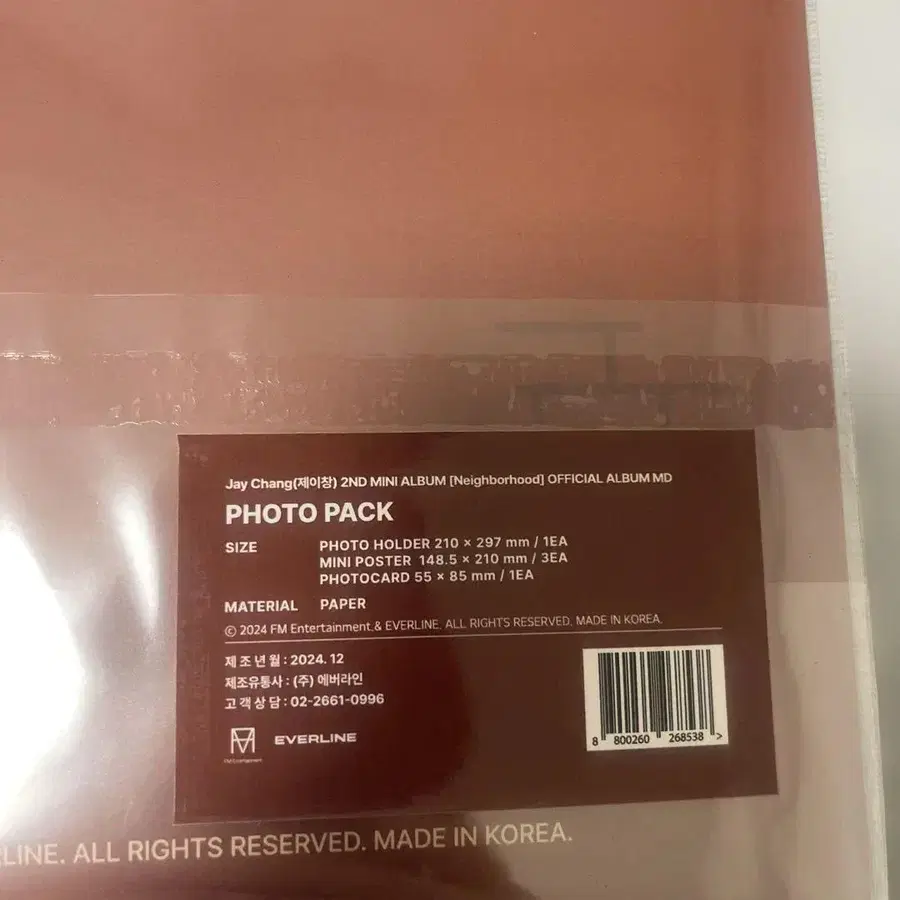 Jay Chang(제이창) 2ND MINI ALBUM [Neighborhood] OFFICIAL ALBUM MD
PHOTO PACK
SIZE PHOTO HOLDER 210 × 297 mm / 1EA
MINI POSTER 148.5 × 210 mm / 3EA
PHOTOCARD 55 × 85 mm / 1EA
MATERIAL PAPER
© 2024 FM Entertainment & EVERLINE. ALL RIGHTS RESERVED. MADE IN KOREA.
제 조 년 월 : 2024. 12
제조유통사 : (주) 에버라인
고 객 상 담 : 02-2661-0996
FM Entertainment
EVERLINE
8 800260 268538 >
LINE. ALL RIGHTS RESERVED. MADE IN KOREA.